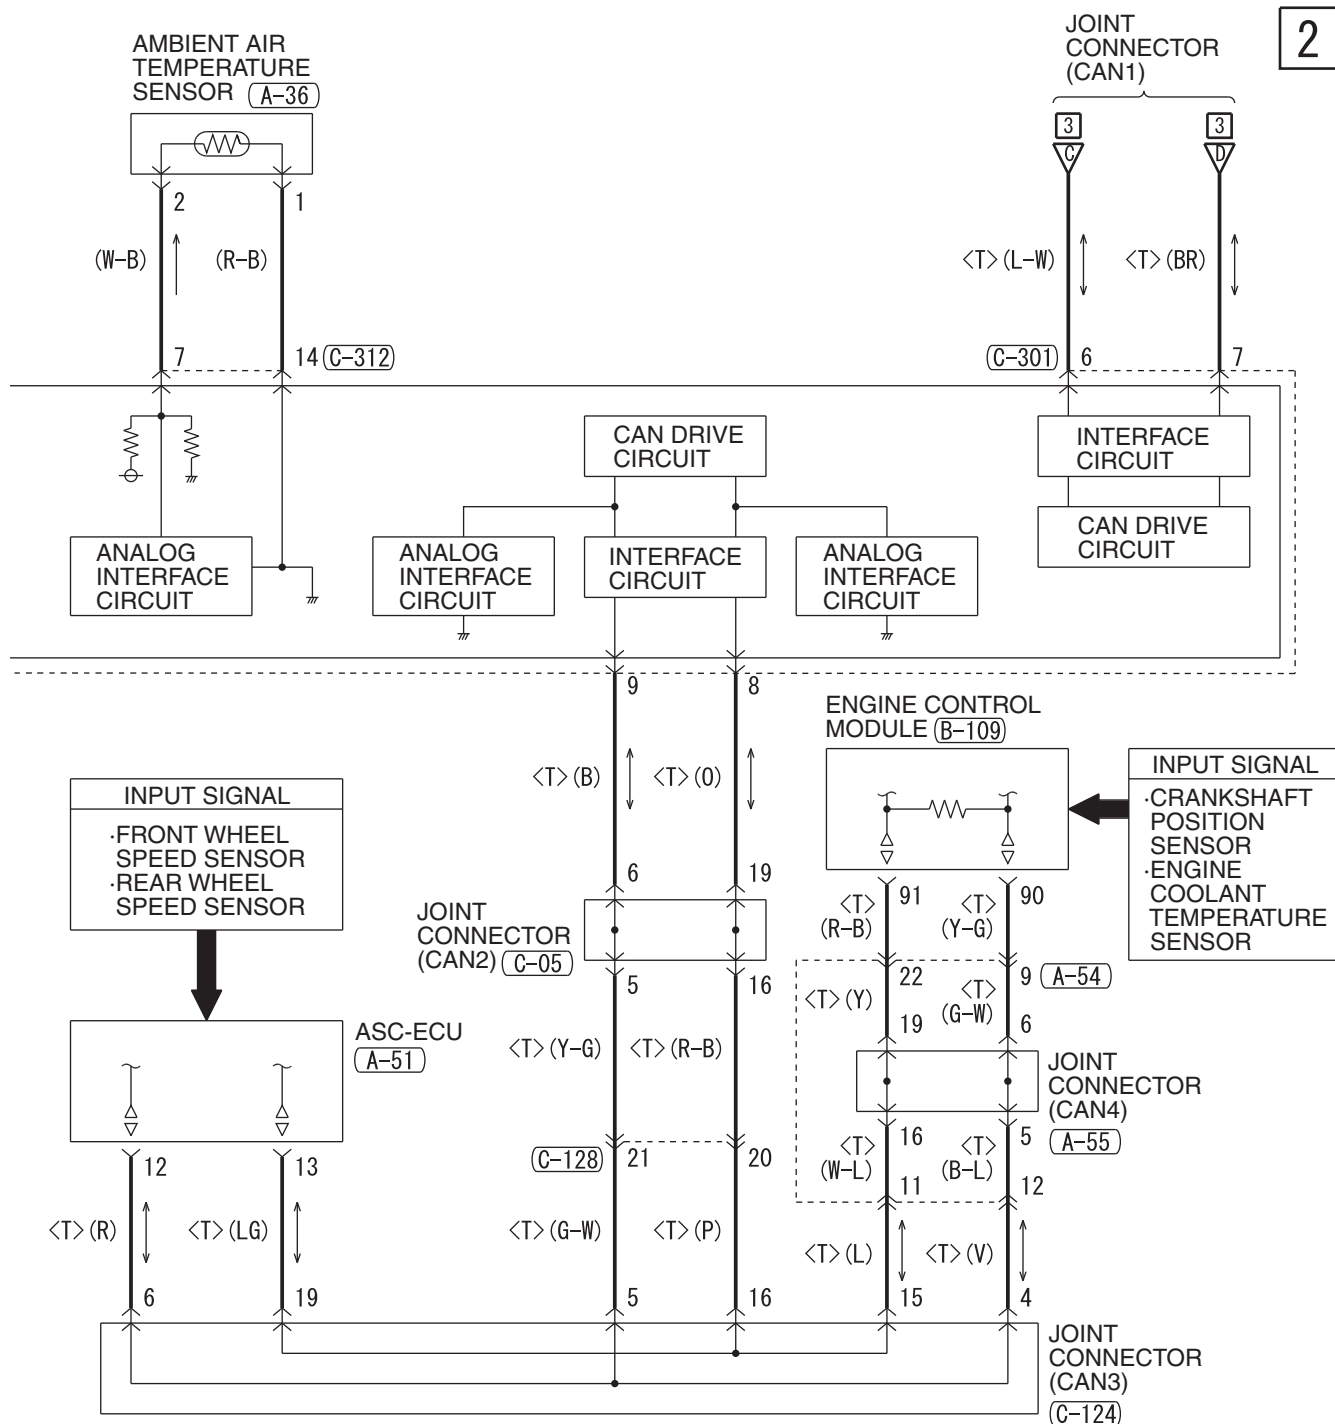 2
AMBIENT AIR
TEMPERATURE
SENSOR A-36
JOINT
CONNECTOR
(CAN1)
3 3
C D
2 1
(W-B) (R-B)
<T>(L-W) <T>(BR)
7 14 C-312
C-301 6 7
CAN DRIVE
CIRCUIT
INTERFACE
CIRCUIT
CAN DRIVE
CIRCUIT
ANALOG
INTERFACE
CIRCUIT
ANALOG
INTERFACE
CIRCUIT
INTERFACE
CIRCUIT
ANALOG
INTERFACE
CIRCUIT
9 8
<T>(B) <T>(O)
6 19
ENGINE CONTROL
MODULE B-109
INPUT SIGNAL
·CRANKSHAFT
POSITION
SENSOR
·ENGINE
COOLANT
TEMPERATURE
SENSOR
INPUT SIGNAL
·FRONT WHEEL
SPEED SENSOR
·REAR WHEEL
SPEED SENSOR
JOINT
CONNECTOR
(CAN2) C-05
5 16
<T> 91 <T> 90
(R-B) (Y-G)
22 9 A-54
<T>(Y) <T>
(G-W)
19 6
ASC-ECU
A-51
<T>(Y-G) <T>(R-B)
JOINT
CONNECTOR
(CAN4)
A-55
<T> 16 <T> 5
(W-L) (B-L)
11 12
C-128 21 20
12 13
<T>(R) <T>(LG) <T>(G-W) <T>(P) <T>(L) <T>(V)
6 19 5 16 15 4
JOINT
CONNECTOR
(CAN3)
C-124